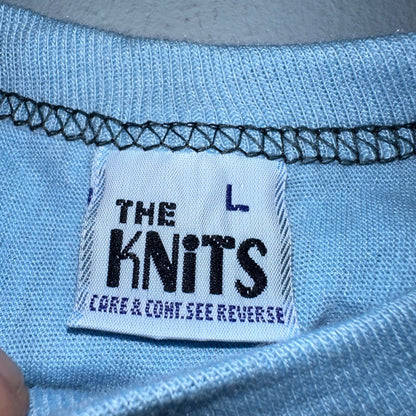 L
THE
KNiTS
CARE & CONT. SEE REVERSE